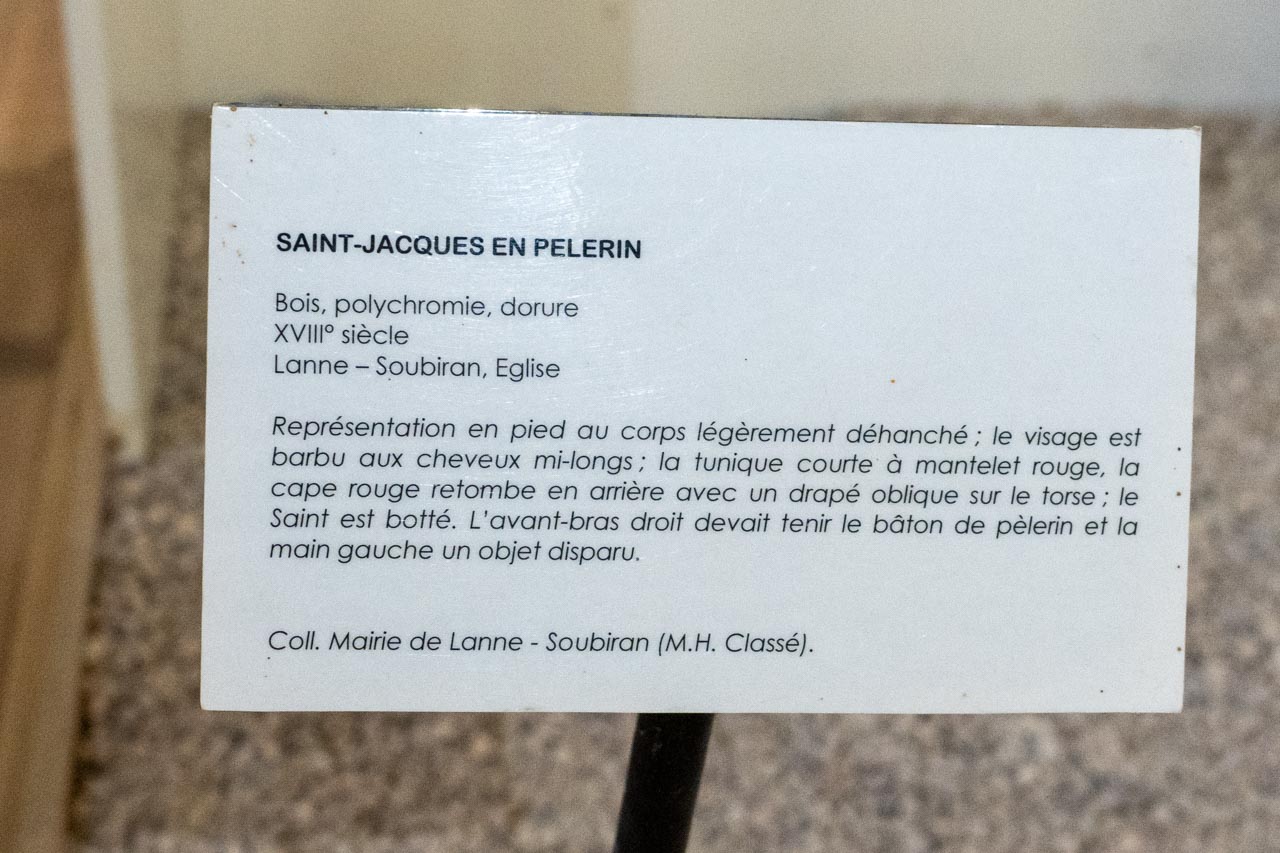 SAINT-JACQUES EN PELERIN
Bois, polychromie, dorure
XVIII° siècle
Lanne – Soubiran, Eglise
Représentation en pied au corps légèrement déhanché ; le visage est
barbu aux cheveux mi-longs ; la tunique courte à mantelet rouge, la
cape rouge retombe en arrière avec un drapé oblique sur le torse ; le
Saint est botté. L'avant-bras droit devait tenir le bâton de pèlerin et la
main gauche un objet disparu.
Coll. Mairie de Lanne - Soubiran (M.H. Classé).